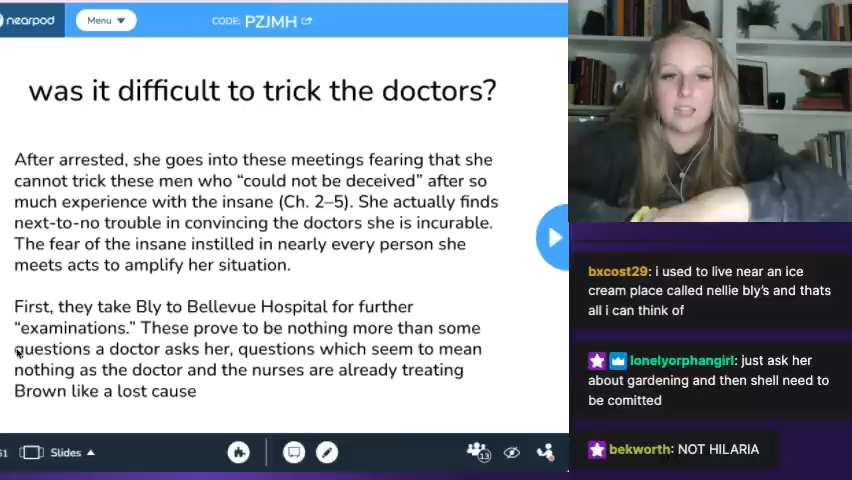 nearpod
Menu
CODE: PZJMH
was it difficult to trick the doctors?
After arrested, she goes into these meetings fearing that she
cannot trick these men who “could not be deceived” after so
much experience with the insane (Ch. 2–5). She actually finds
next-to-no trouble in convincing the doctors she is incurable.
The fear of the insane instilled in nearly every person she
meets acts to amplify her situation.
First, they take Bly to Bellevue Hospital for further
“examinations.” These prove to be nothing more than some
questions a doctor asks her, questions which seem to mean
nothing as the doctor and the nurses are already treating
Brown like a lost cause
Slides
13
bxcost29: i used to live near an ice
cream place called nellie bly's and thats
all i can think of
lonelyorphangirl: just ask her
about gardening and then shell need to
be comitted
bekworth: NOT HILARIA